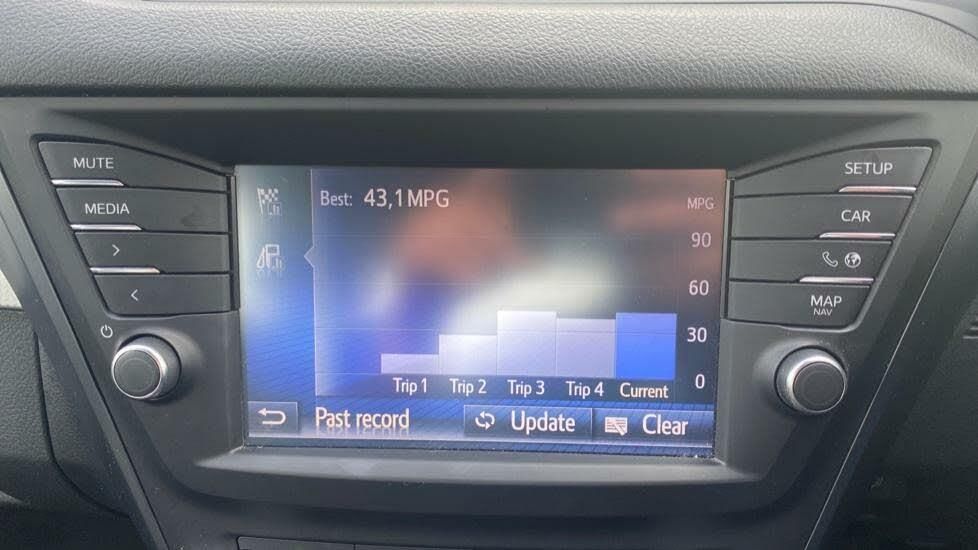 MUTE
MEDIA
>
<
SETUP
CAR
MAP
NAV
Best: 43,1 MPG
MPG
90
60
30
0
Trip 1 Trip 2 Trip 3 Trip 4 Current
Past record Update Clear